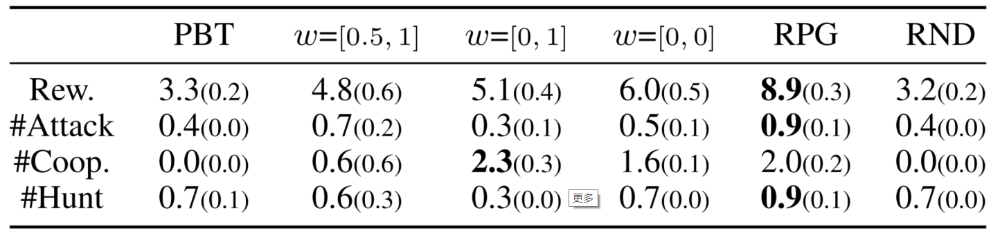 PBT w=[0.5, 1] w=[0, 1] w=[0, 0] RPG RND
Rew. 3.3(0.2) 4.8(0.6) 5.1(0.4) 6.0(0.5) 8.9(0.3) 3.2(0.2)
#Attack 0.4(0.0) 0.7(0.2) 0.3(0.1) 0.5(0.1) 0.9(0.1) 0.4(0.0)
#Coop. 0.0(0.0) 0.6(0.6) 2.3(0.3) 1.6(0.1) 2.0(0.2) 0.0(0.0)
#Hunt 0.7(0.1) 0.6(0.3) 0.3(0.0) 更多 0.7(0.0) 0.9(0.1) 0.7(0.0)